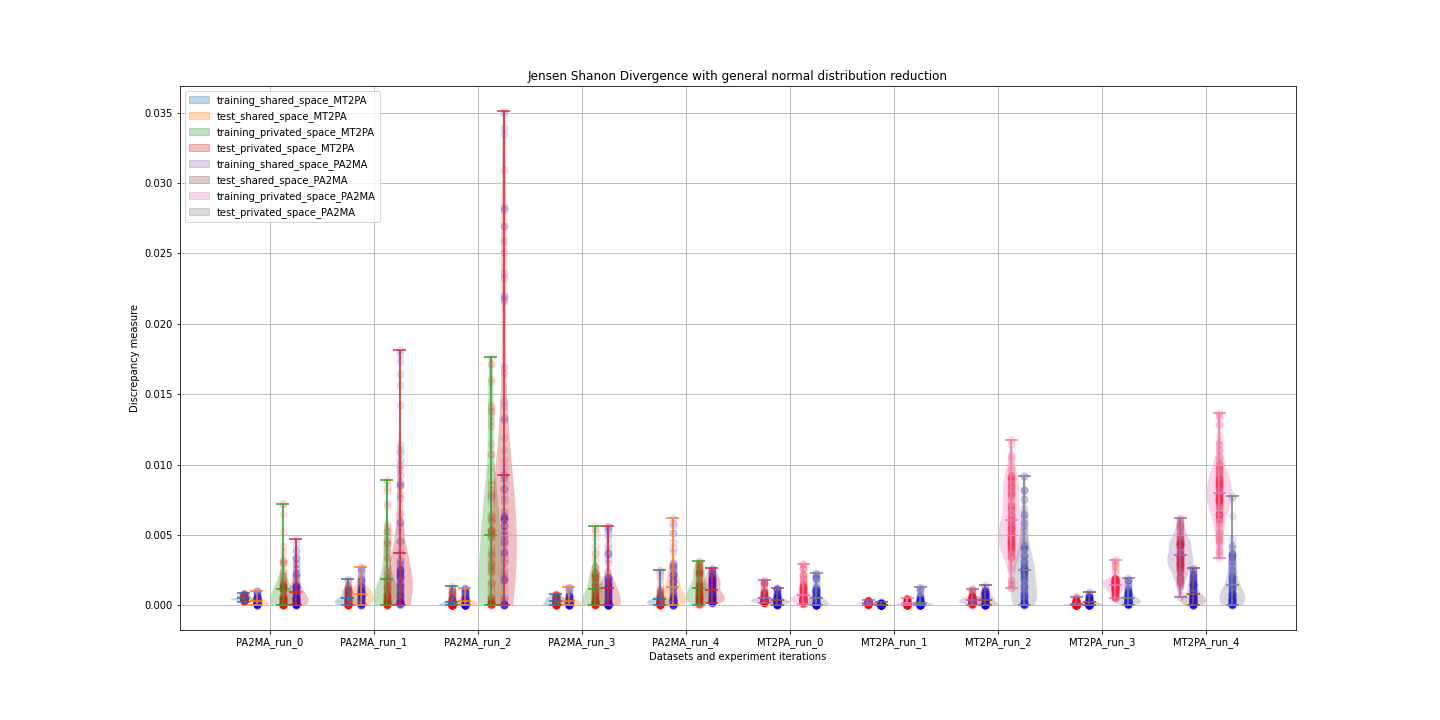 Jensen Shanon Divergence with general normal distribution reduction
training_shared_space_MT2PA
test_shared_space_MT2PA
training_privated_space_MT2PA
test_privated_space_MT2PA
training_shared_space_PA2MA
test_shared_space_PA2MA
training_privated_space_PA2MA
test_privated_space_PA2MA
Discrepancy measure
0.035
0.030
0.025
0.020
0.015
0.010
0.005
0.000
PA2MA_run_0 PA2MA_run_1 PA2MA_run_2 PA2MA_run_3 PA2MA_run_4 MT2PA_run_0 MT2PA_run_1 MT2PA_run_2 MT2PA_run_3 MT2PA_run_4
Datasets and experiment iterations